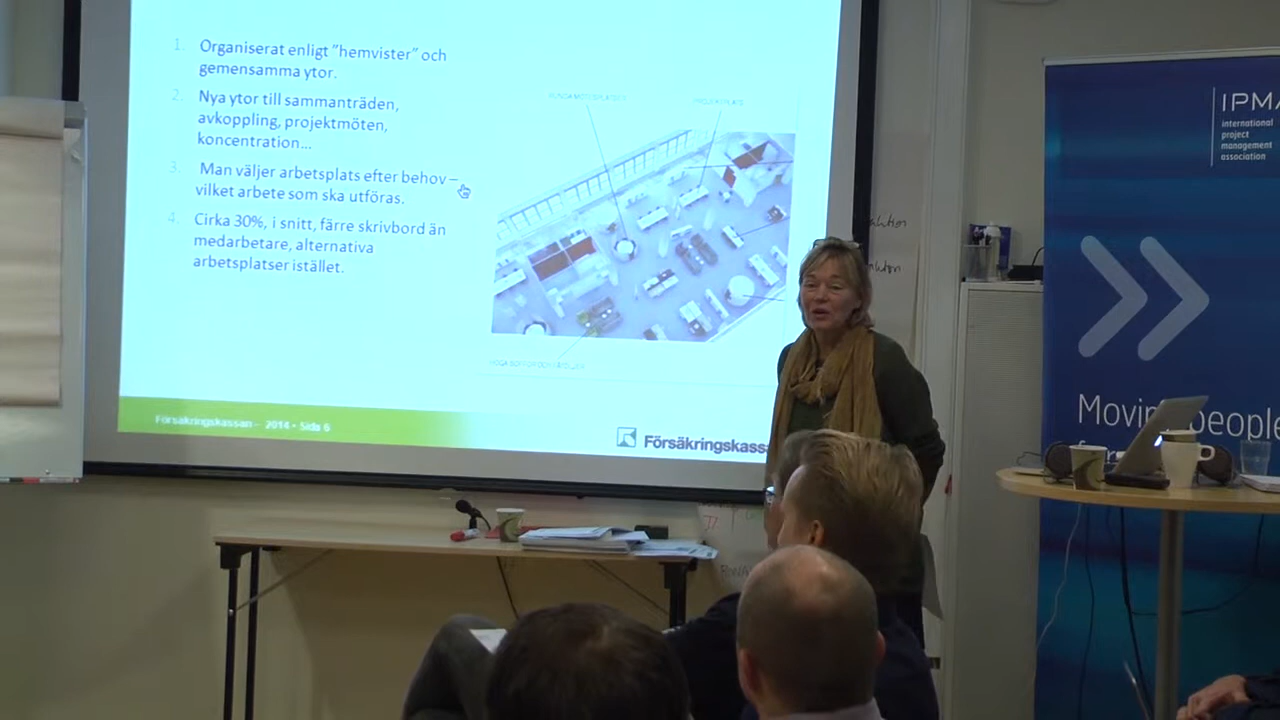 1. Organiserat enligt "hemvister" och
gemensamma ytor.
2. Nya ytor till sammanträden,
avkoppling, projektmöten,
koncentration...
3. Man väljer arbetsplats efter behov –
vilket arbete som ska utföras.
4. Cirka 30%, i snitt, färre skrivbord än
medarbetare, alternativa
arbetsplatser istället.
Försäkringskassan – 2014 • Sida 6
Försäkringskass
IPMA
international
project
management
association
Movin people